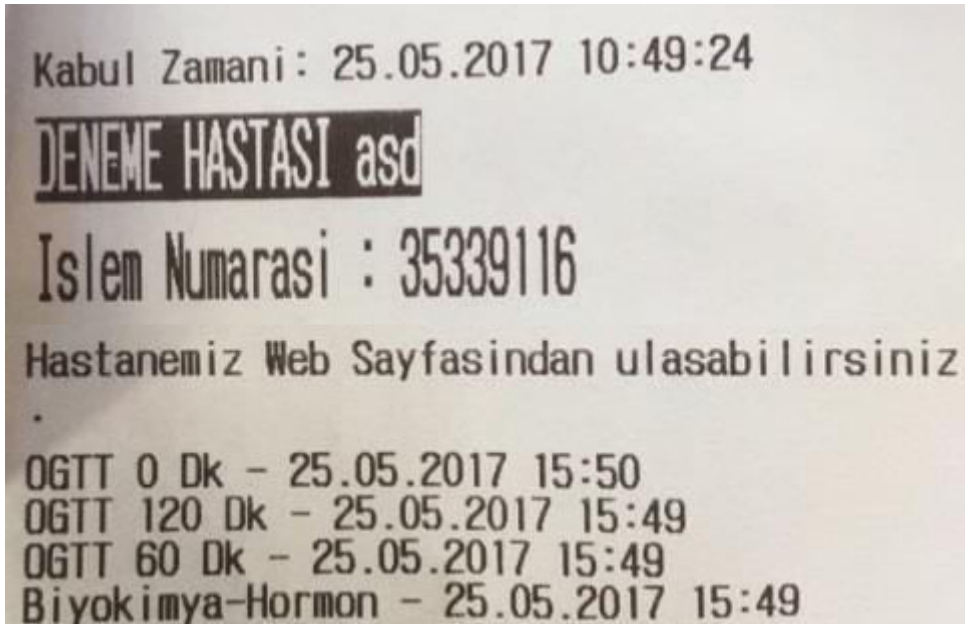 Kabul Zamani: 25.05.2017 10:49:24
DENEME HASTASI asd
Islem Numarasi : 35339116
Hastanemiz Web Sayfasindan ulasabilirsiniz
.
OGTT 0 Dk - 25.05.2017 15:50
OGTT 120 Dk - 25.05.2017 15:49
OGTT 60 Dk - 25.05.2017 15:49
Biyokimya-Hormon - 25.05.2017 15:49